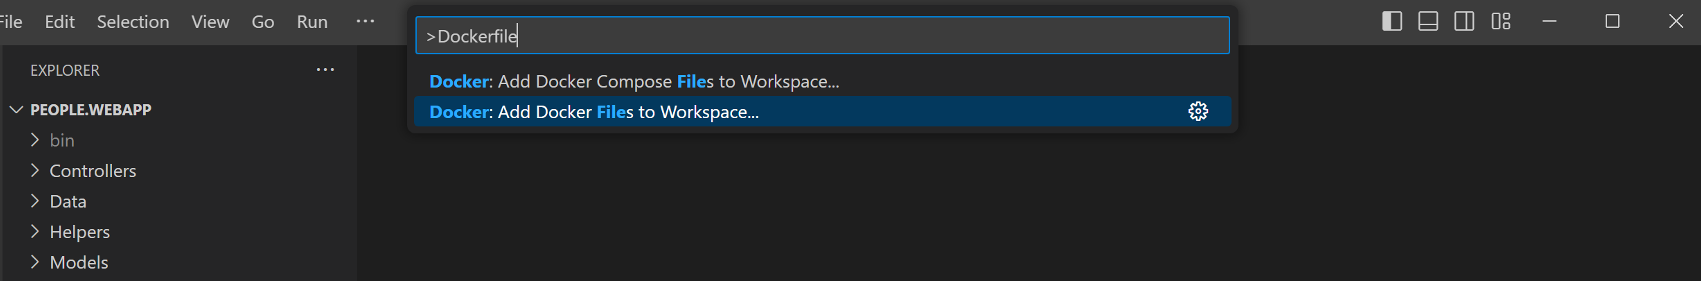 File Edit Selection View Go Run ···
>Dockerfile
Docker: Add Docker Compose Files to Workspace...
Docker: Add Docker Files to Workspace...
EXPLORER ···
PEOPLE.WEBAPP
bin
Controllers
Data
Helpers
Models